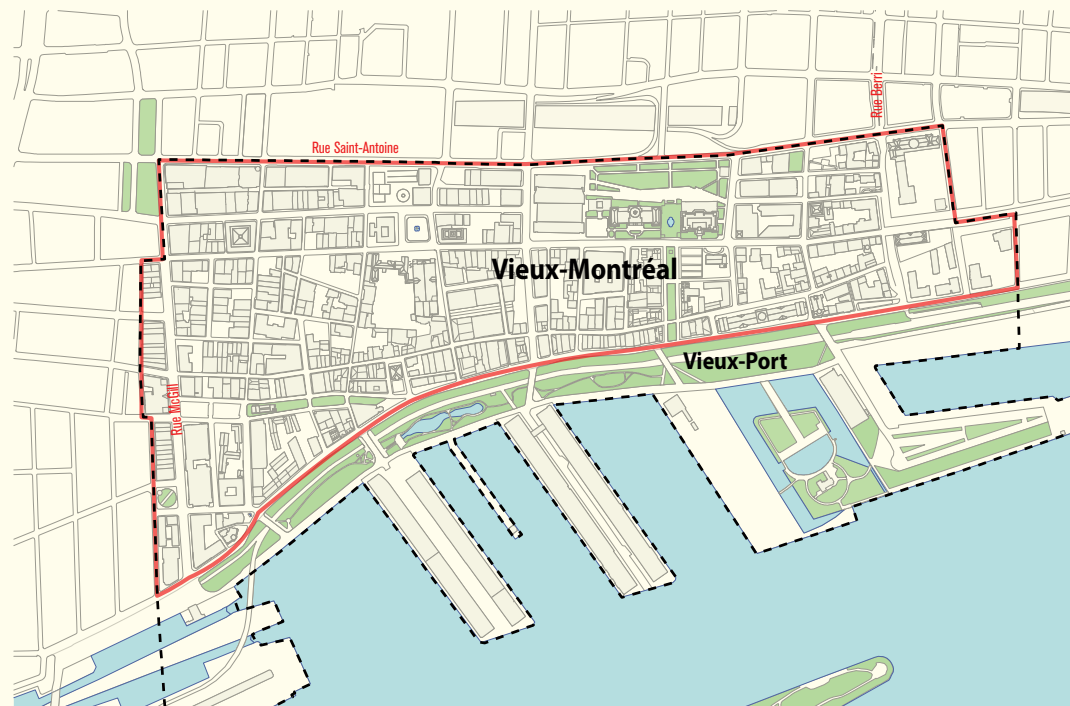 Rue Berri
Rue Saint-Antoine
Vieux-Montréal
Vieux-Port
Rue McGill